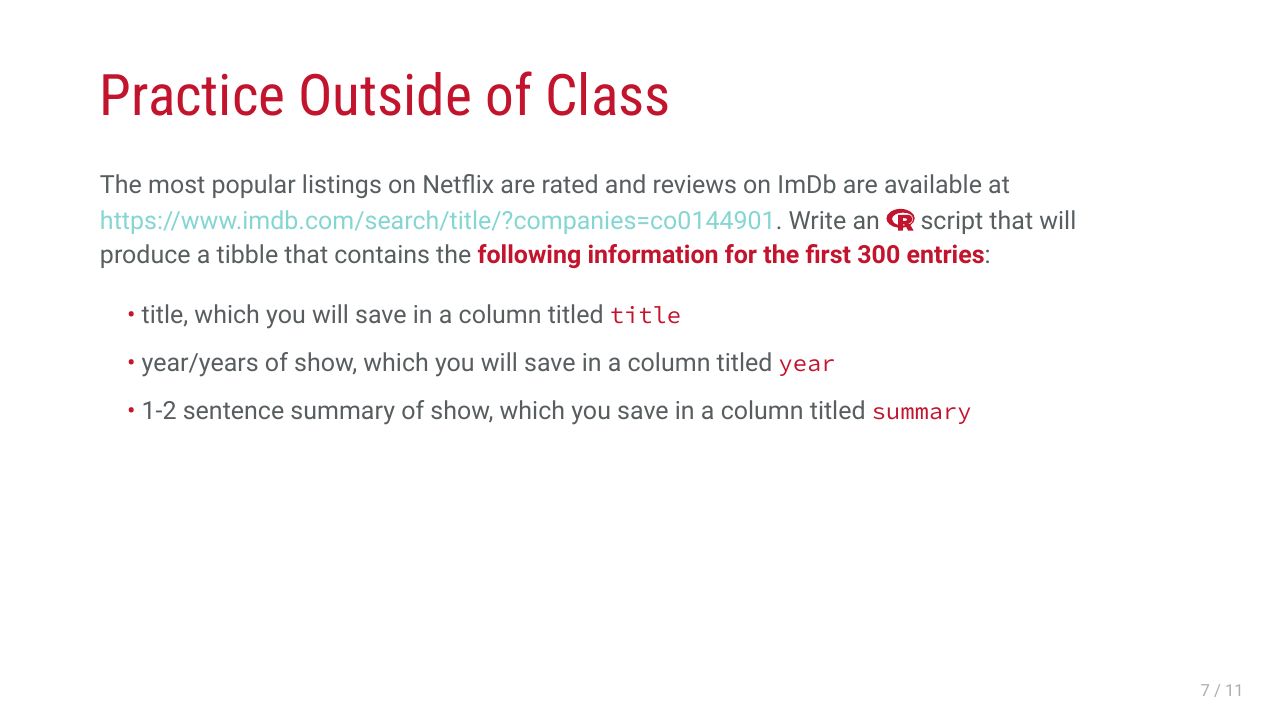 Practice Outside of Class
The most popular listings on Netflix are rated and reviews on ImDb are available at
https://www.imdb.com/search/title/?companies=co0144901. Write an R script that will
produce a tibble that contains the following information for the first 300 entries:
• title, which you will save in a column titled title
• year/years of show, which you will save in a column titled year
• 1-2 sentence summary of show, which you save in a column titled summary
7 / 11